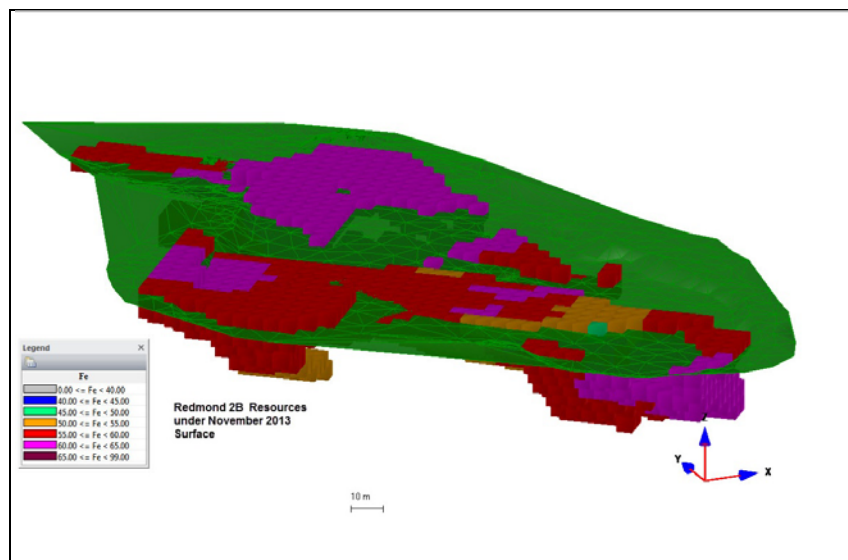 Legend
Fe
0.00 <= Fe < 40.00
40.00 <= Fe < 45.00
45.00 <= Fe < 50.00
50.00 <= Fe < 55.00
55.00 <= Fe < 60.00
60.00 <= Fe < 65.00
65.00 <= Fe < 99.00
Redmond 2B Resources
under November 2013
Surface
10 m
Z
Y
X